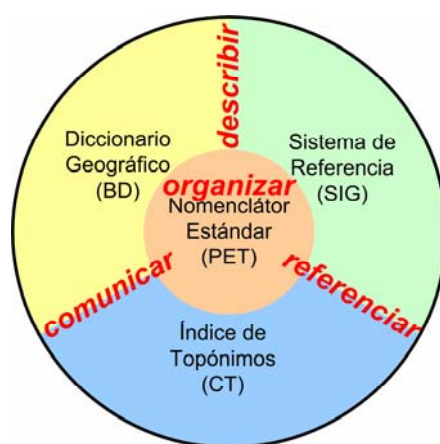 describir
Diccionario
Geográfico
(BD)
Sistema de
Referencia
(SIG)
organizar
Nomenclátor
Estándar
(PET)
comunicar
referenciar
Índice de
Topónimos
(CT)